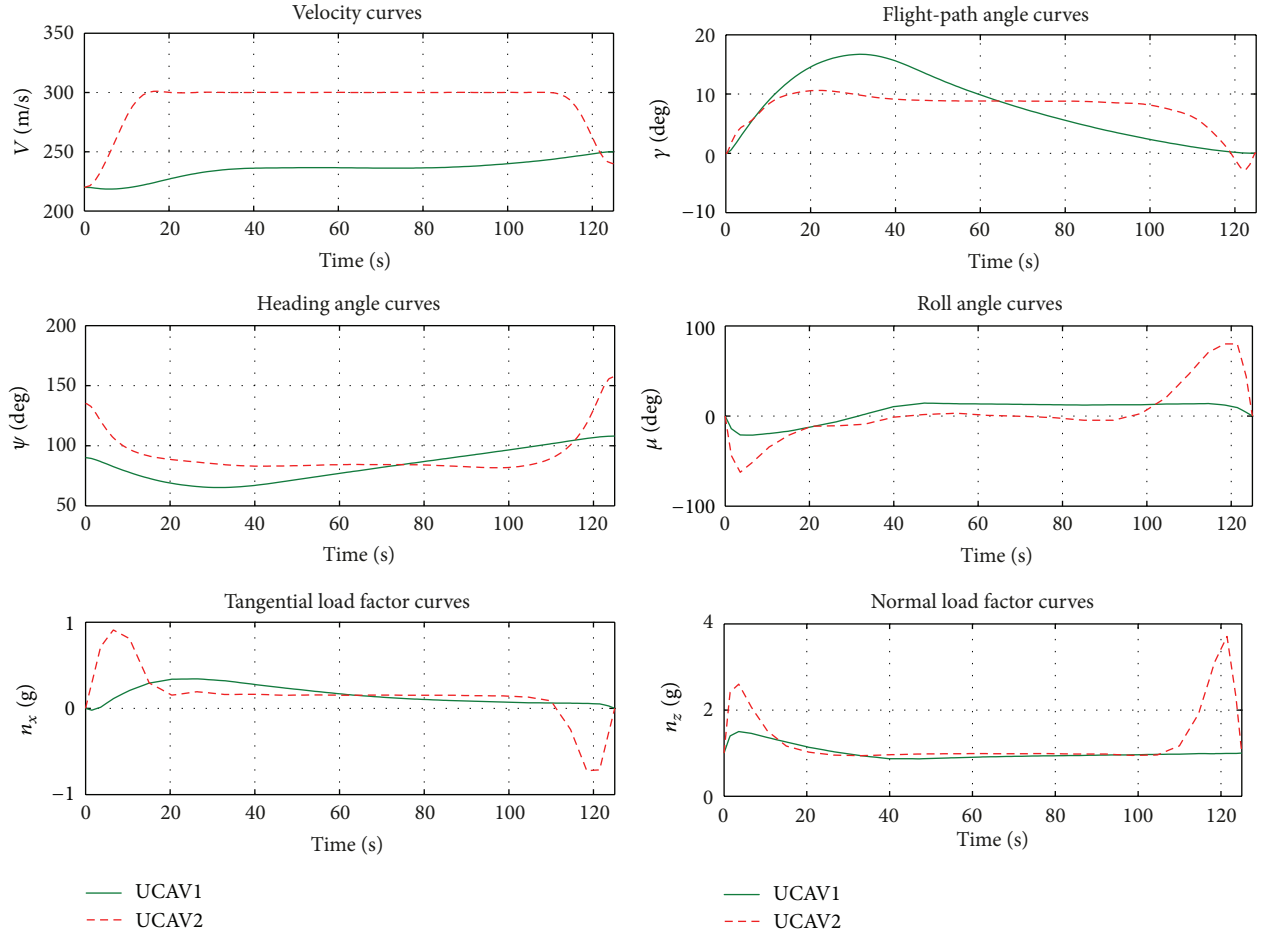 Velocity curves
350
300
250
200
V (m/s)
0 20 40 60 80 100 120
Time (s)
Flight-path angle curves
20
10
0
−10
γ (deg)
0 20 40 60 80 100 120
Time (s)
Heading angle curves
200
150
100
50
ψ (deg)
0 20 40 60 80 100 120
Time (s)
Roll angle curves
100
0
−100
μ (deg)
0 20 40 60 80 100 120
Time (s)
Tangential load factor curves
1
0
−1
n_x (g)
0 20 40 60 80 100 120
Time (s)
Normal load factor curves
4
2
0
n_z (g)
0 20 40 60 80 100 120
Time (s)
UCAV1
UCAV2
UCAV1
UCAV2